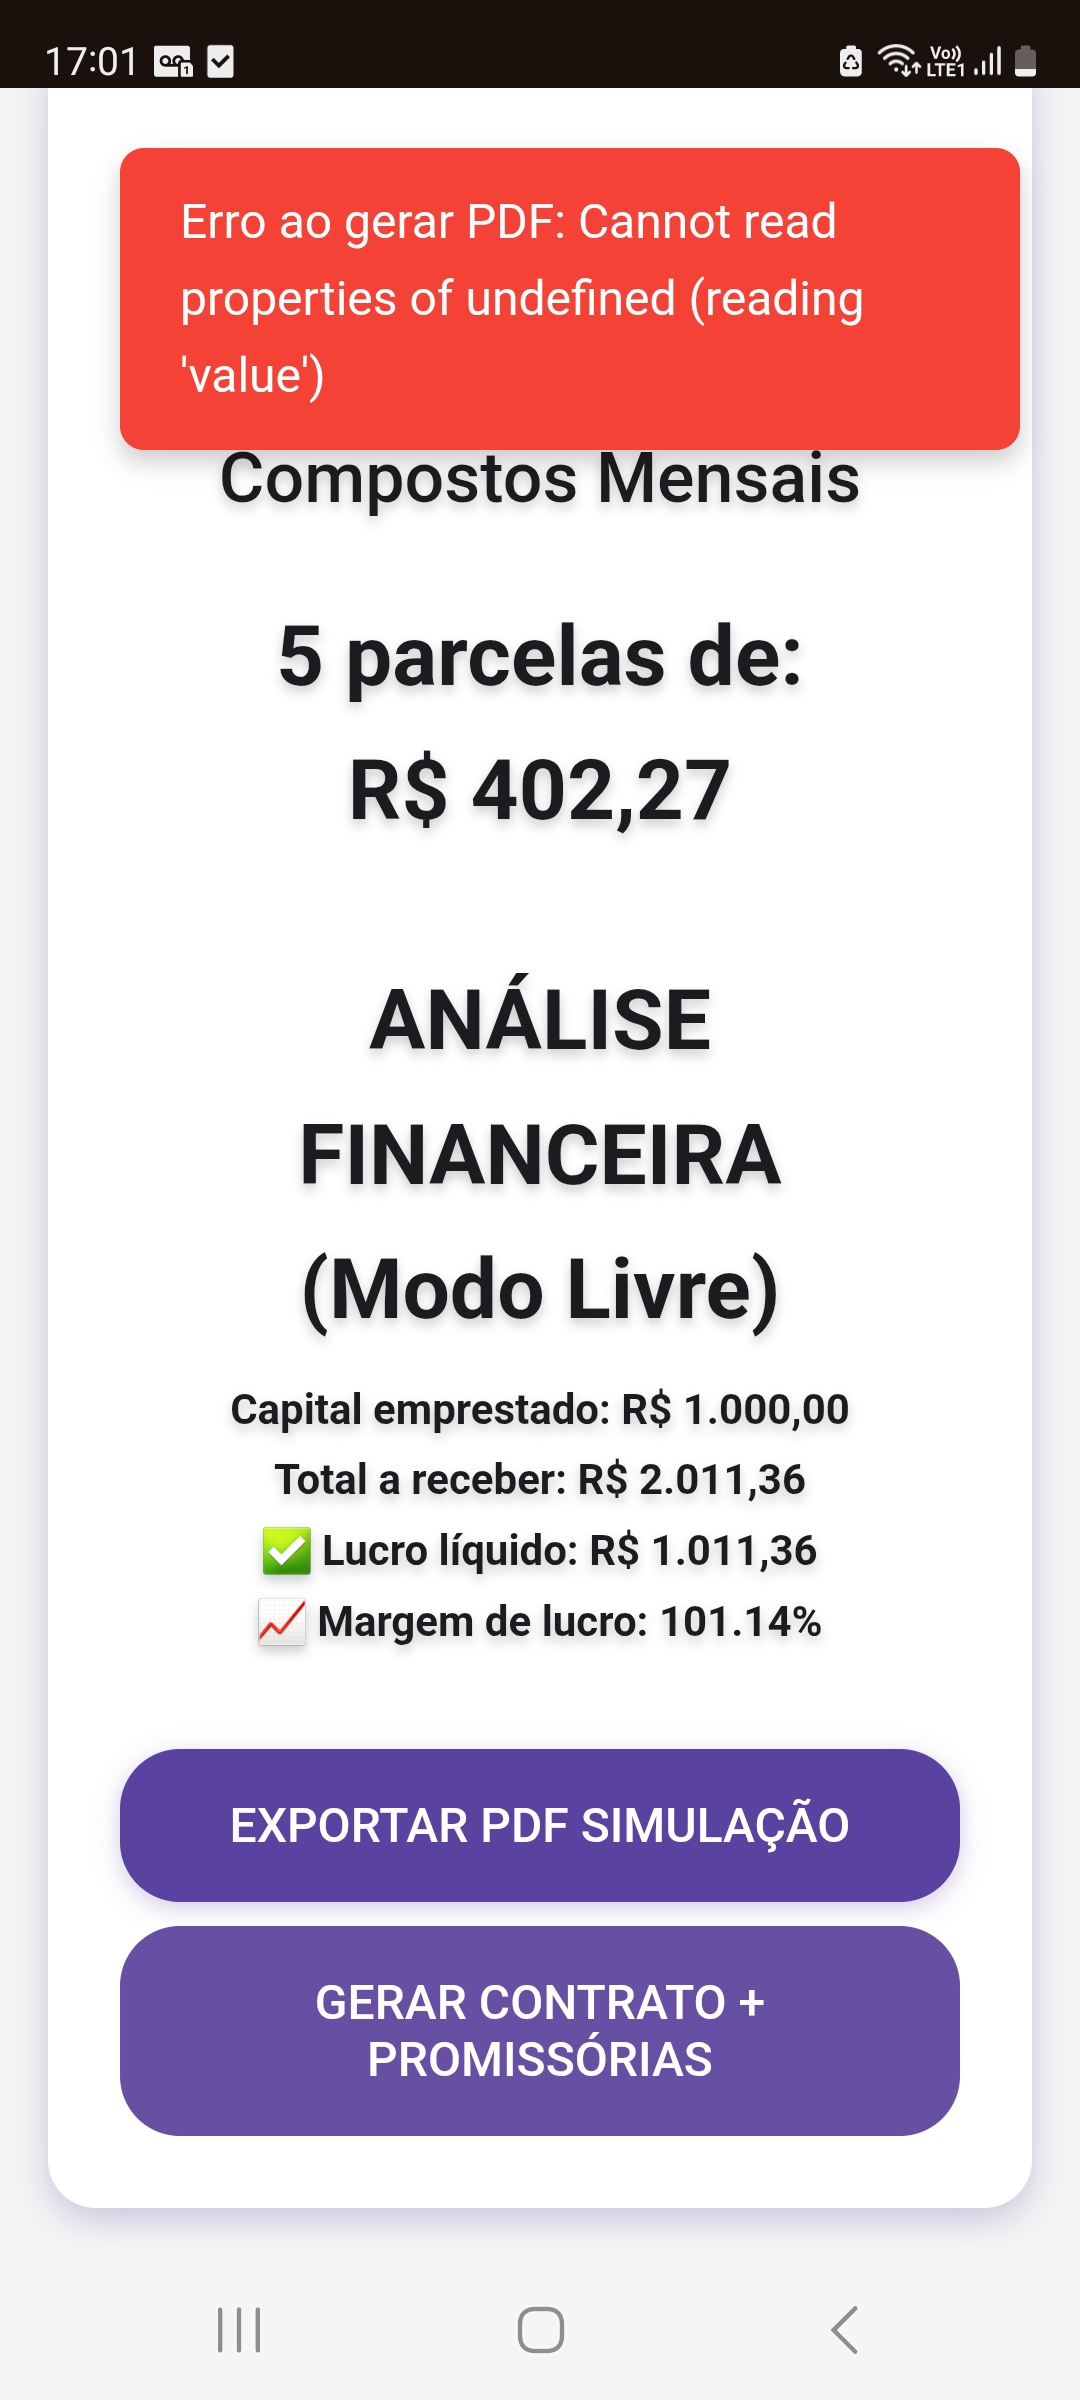 17:01
Vo))
LTE1
Erro ao gerar PDF: Cannot read
properties of undefined (reading
'value')
Compostos Mensais
5 parcelas de:
R$ 402,27
ANÁLISE
FINANCEIRA
(Modo Livre)
Capital emprestado: R$ 1.000,00
Total a receber: R$ 2.011,36
✅ Lucro líquido: R$ 1.011,36
📈 Margem de lucro: 101.14%
EXPORTAR PDF SIMULAÇÃO
GERAR CONTRATO +
PROMISSÓRIAS